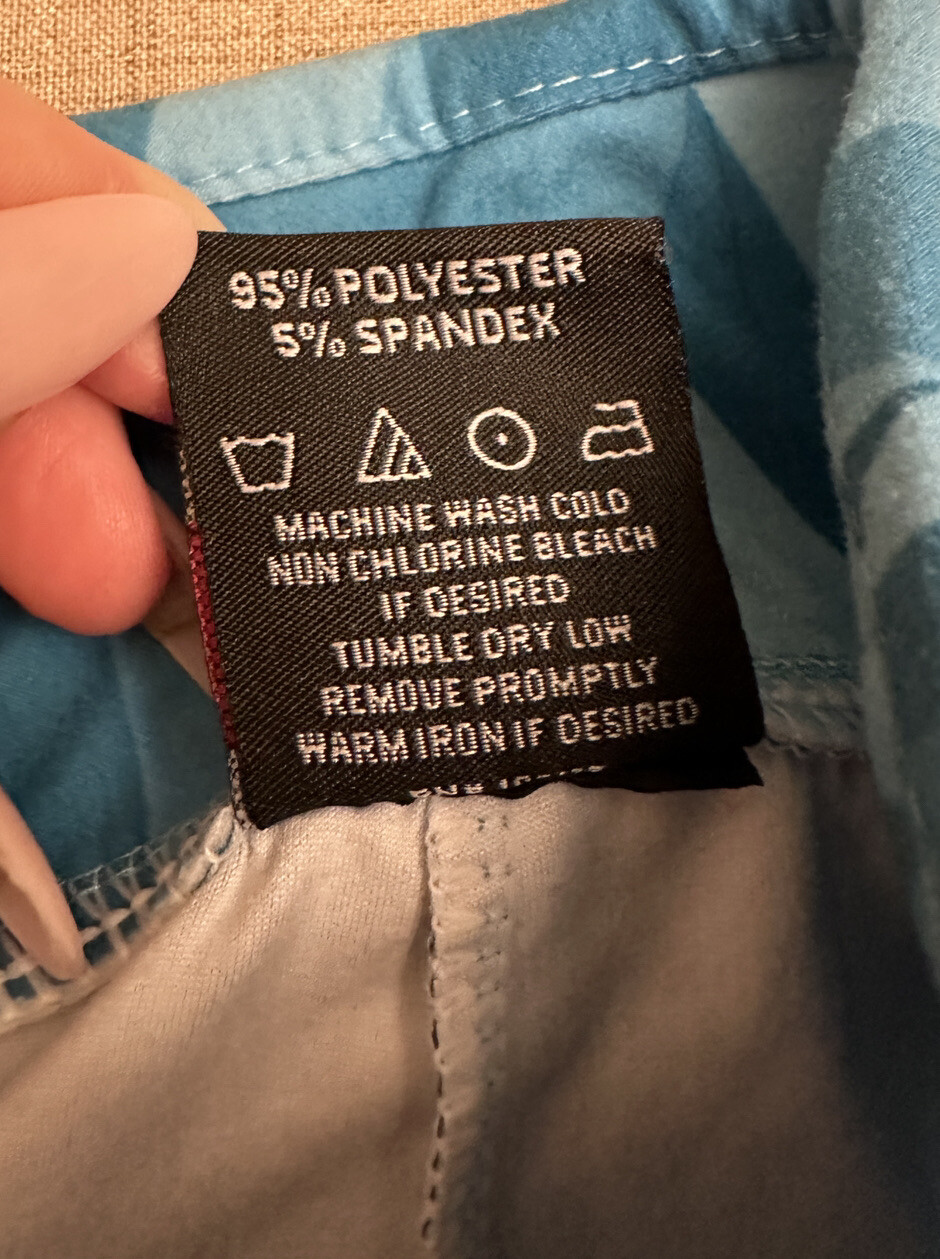 95% POLYESTER
5% SPANDEX
MACHINE WASH COLD
NON CHLORINE BLEACH
IF DESIRED
TUMBLE DRY LOW
REMOVE PROMPTLY
WARM IRON IF DESIRED